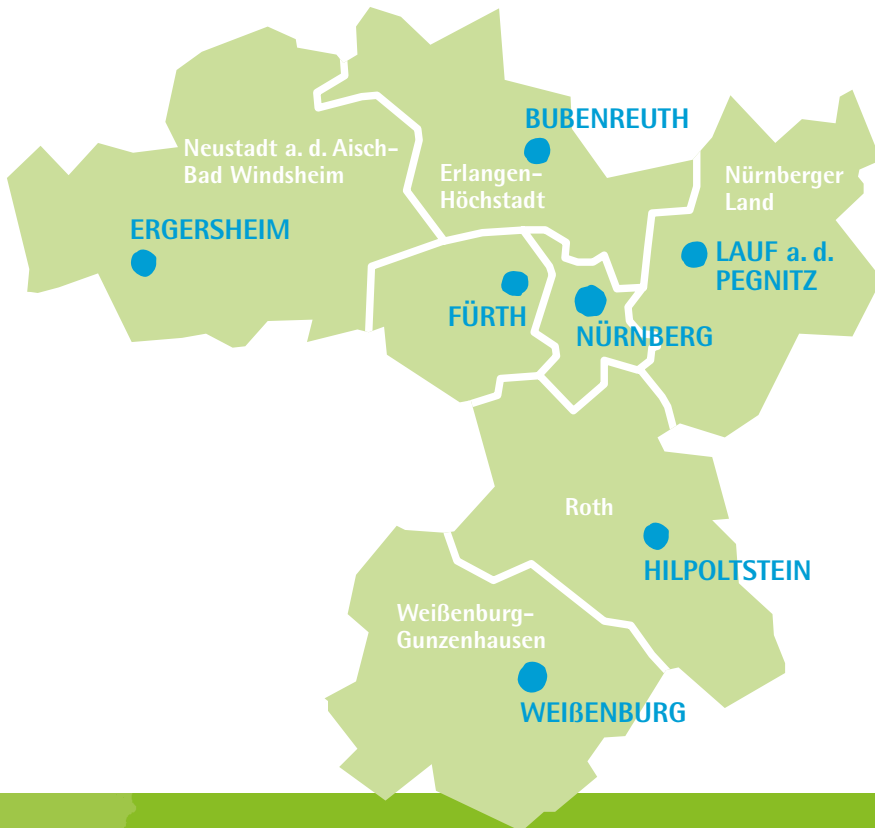 BUBENREUTH
Neustadt a. d. Aisch-
Bad Windsheim
Erlangen-
Höchstadt
Nürnberger
Land
ERGERSHEIM
LAUF a. d.
PEGNITZ
FÜRTH
NÜRNBERG
Roth
HILPOLTSTEIN
Weißenburg-
Gunzenhausen
WEIßENBURG